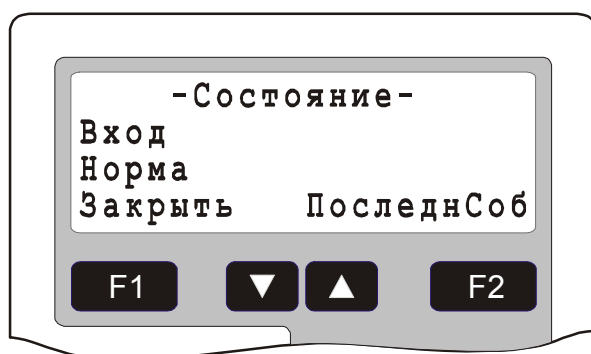 -Состояние-
Вход
Норма
Закрыть ПоследнСоб
F1 ▼ ▲ F2